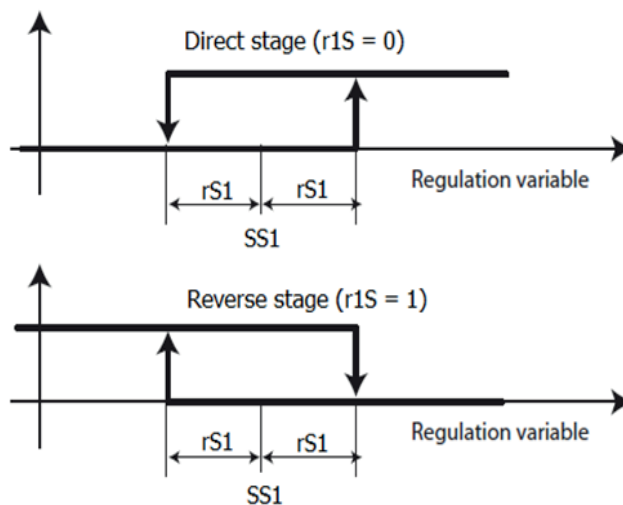 Direct stage (r1S = 0)
Regulation variable
rS1 rS1
SS1
Reverse stage (r1S = 1)
Regulation variable
rS1 rS1
SS1